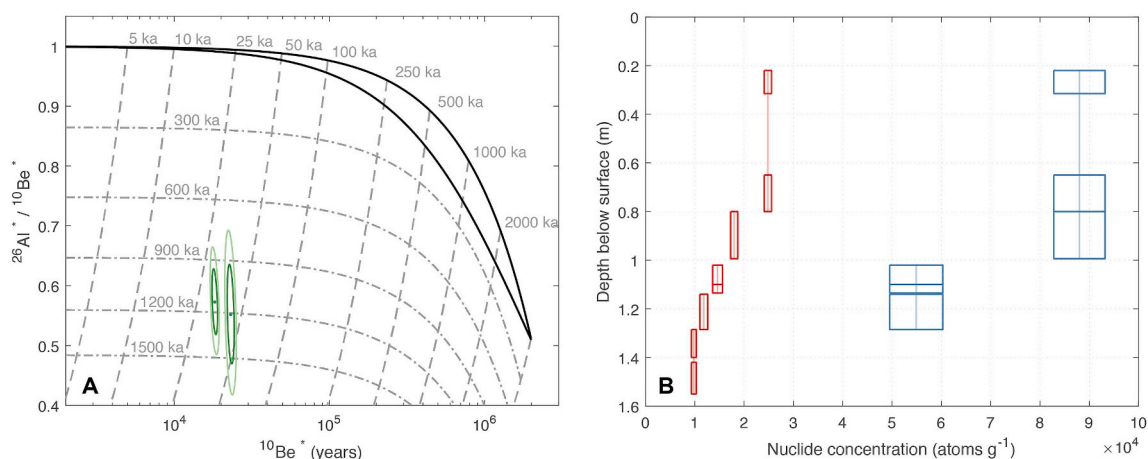 5 ka 10 ka 25 ka 50 ka 100 ka
250 ka
500 ka
1000 ka
2000 ka
300 ka
600 ka
900 ka
1200 ka
1500 ka
1
0.9
0.8
0.7
0.6
0.5
0.4
²⁶Al* / ¹⁰Be*
A
10⁴ 10⁵ 10⁶
¹⁰Be* (years)
0
0.2
0.4
0.6
0.8
1
1.2
1.4
1.6
Depth below surface (m)
B
0 1 2 3 4 5 6 7 8 9 10
Nuclide concentration (atoms g⁻¹)
× 10⁴